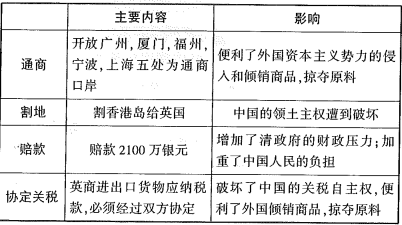 主要内容 影响
通商 开放广州,厦门,福州, 便利了外国资本主义势力的侵
宁波,上海五处为通商 入和倾销商品,掠夺原料
口岸
割地 割香港岛给英国 中国的领土主权遭到破坏
赔款 赔款2100万银元 增加了清政府的财政压力;加
重了中国人民的负担
协定关税 英商进出口货物应纳税 破坏了中国的关税自主权,便
款,必须经过双方协定 利了外国倾销商品,掠夺原料